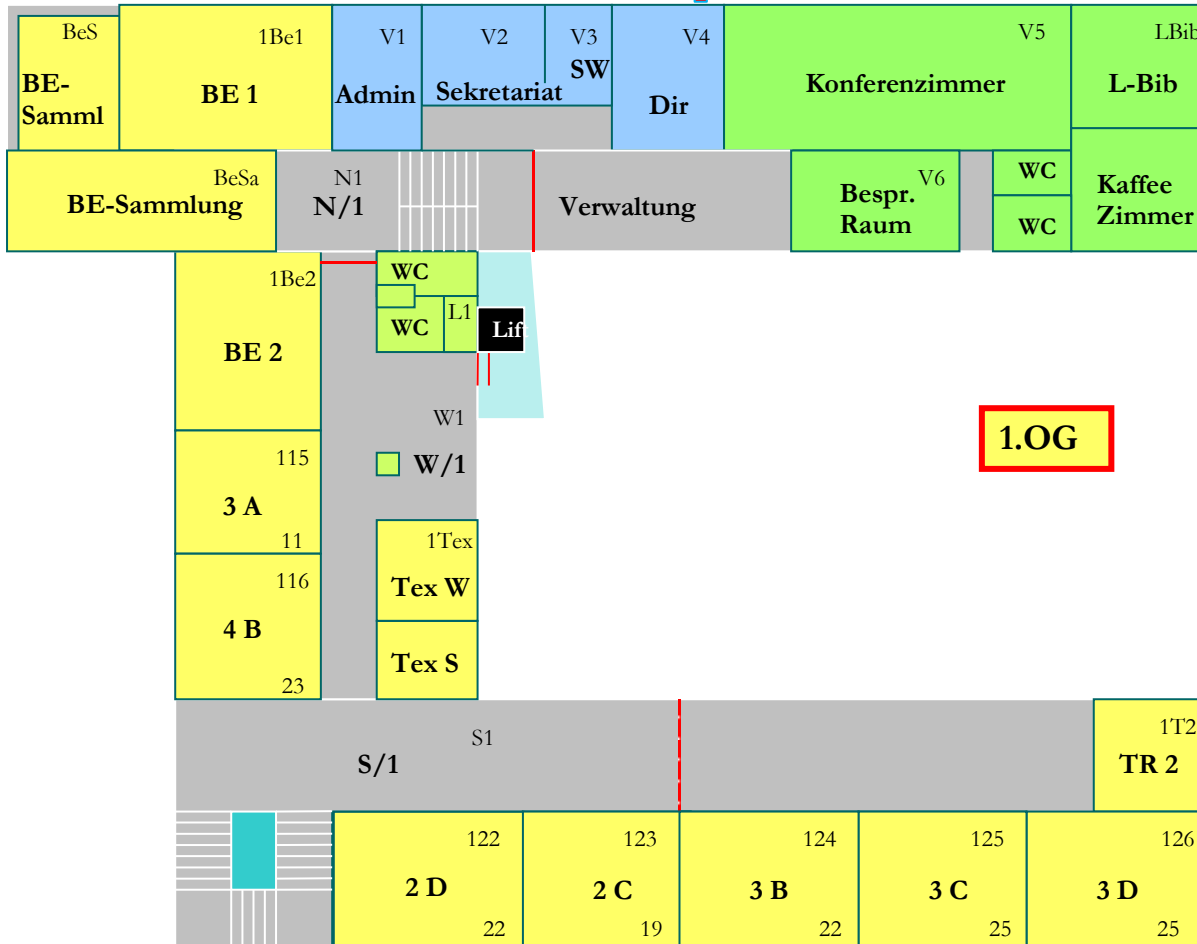 BeS
BE-
Samml
1Be1
BE 1
V1
Admin
V2
Sekretariat
V3
SW
V4
Dir
V5
Konferenzimmer
LBib
L-Bib
BeSa
BE-Sammlung
N1
N/1
Verwaltung
V6
Bespr.
Raum
WC
WC
Kaffee
Zimmer
1Be2
BE 2
WC
WC
L1
Lif
W1
W/1
1.OG
115
3 A
11
116
4 B
23
1Tex
Tex W
Tex S
S1
S/1
1T2
TR 2
122
2 D
22
123
2 C
19
124
3 B
22
125
3 C
25
126
3 D
25